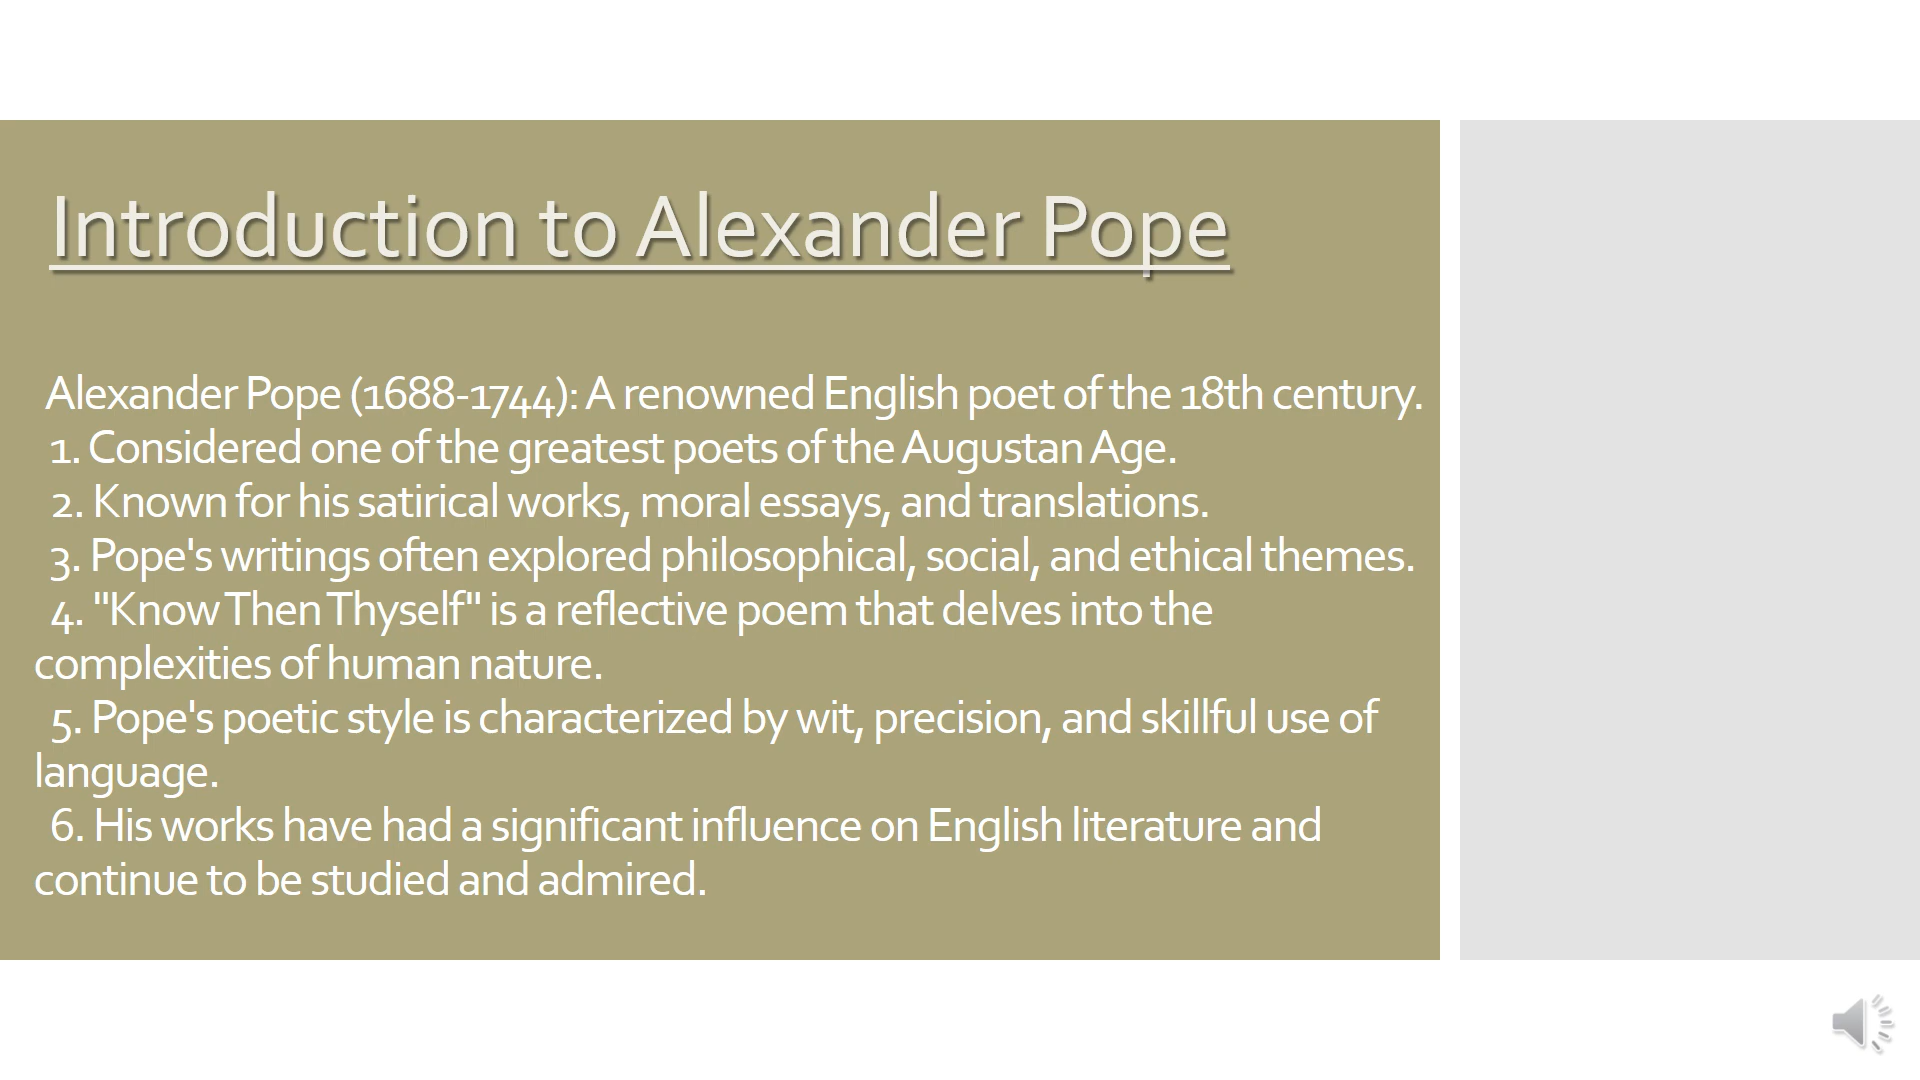 Introduction to Alexander Pope
Alexander Pope (1688-1744): A renowned English poet of the 18th century.
1. Considered one of the greatest poets of the Augustan Age.
2. Known for his satirical works, moral essays, and translations.
3. Pope's writings often explored philosophical, social, and ethical themes.
4. "Know Then Thyself" is a reflective poem that delves into the
complexities of human nature.
5. Pope's poetic style is characterized by wit, precision, and skillful use of
language.
6. His works have had a significant influence on English literature and
continue to be studied and admired.